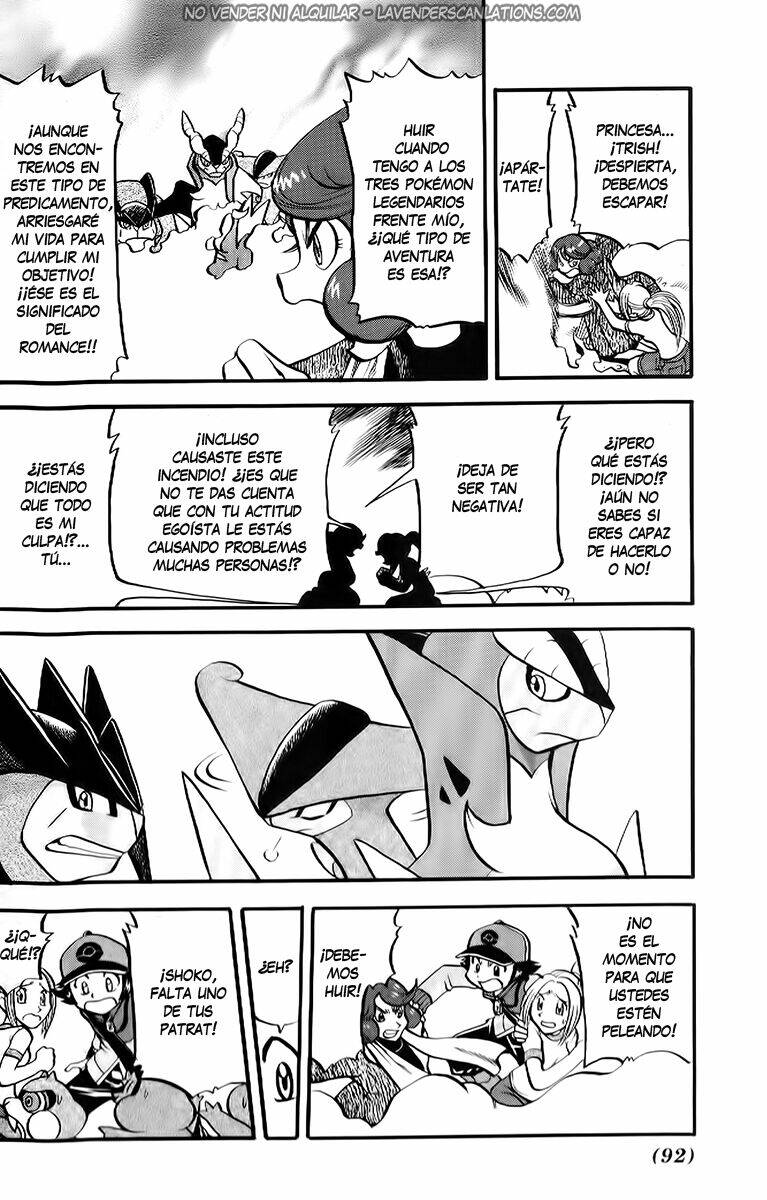 NO VENDER NI ALQUILAR - LAVENDERSCANLATIONS.COM
PRINCESA...
¡TRISH!
¡DESPIERTA,
DEBEMOS
ESCAPAR!
¡APÁR-
TATE!
HUIR
CUANDO
TENGO A LOS
TRES POKÉMON
LEGENDARIOS
FRENTE MÍO,
¿¡QUÉ TIPO DE
AVENTURA
ES ESA!?
¡AUNQUE
NOS ENCON-
TREMOS EN
ESTE TIPO DE
PREDICAMENTO,
ARRIESGARÉ
MI VIDA PARA
CUMPLIR MI
OBJETIVO!
¡¡ÉSE ES EL
SIGNIFICADO
DEL
ROMANCE!!
¿¡PERO
QUÉ ESTÁS
DICIENDO!?
¡AÚN NO
SABES SI
ERES CAPAZ
DE HACERLO
O NO!
¡DEJA DE
SER TAN
NEGATIVA!
¡INCLUSO
CAUSASTE ESTE
INCENDIO! ¿¡ES QUE
NO TE DAS CUENTA
QUE CON TU ACTITUD
EGOÍSTA LE ESTÁS
CAUSANDO PROBLEMAS
MUCHAS PERSONAS!?
¿¡ESTÁS
DICIENDO
QUE TODO
ES MI
CULPA!?...
TÚ...
¡NO
ES EL
MOMENTO
PARA QUE
USTEDES
ESTÉN
PELEANDO!
¡DEBE-
MOS
HUIR!
¿EH?
¡SHOKO,
FALTA UNO
DE TUS
PATRAT!
¿¡Q-
QUÉ!?
(92)